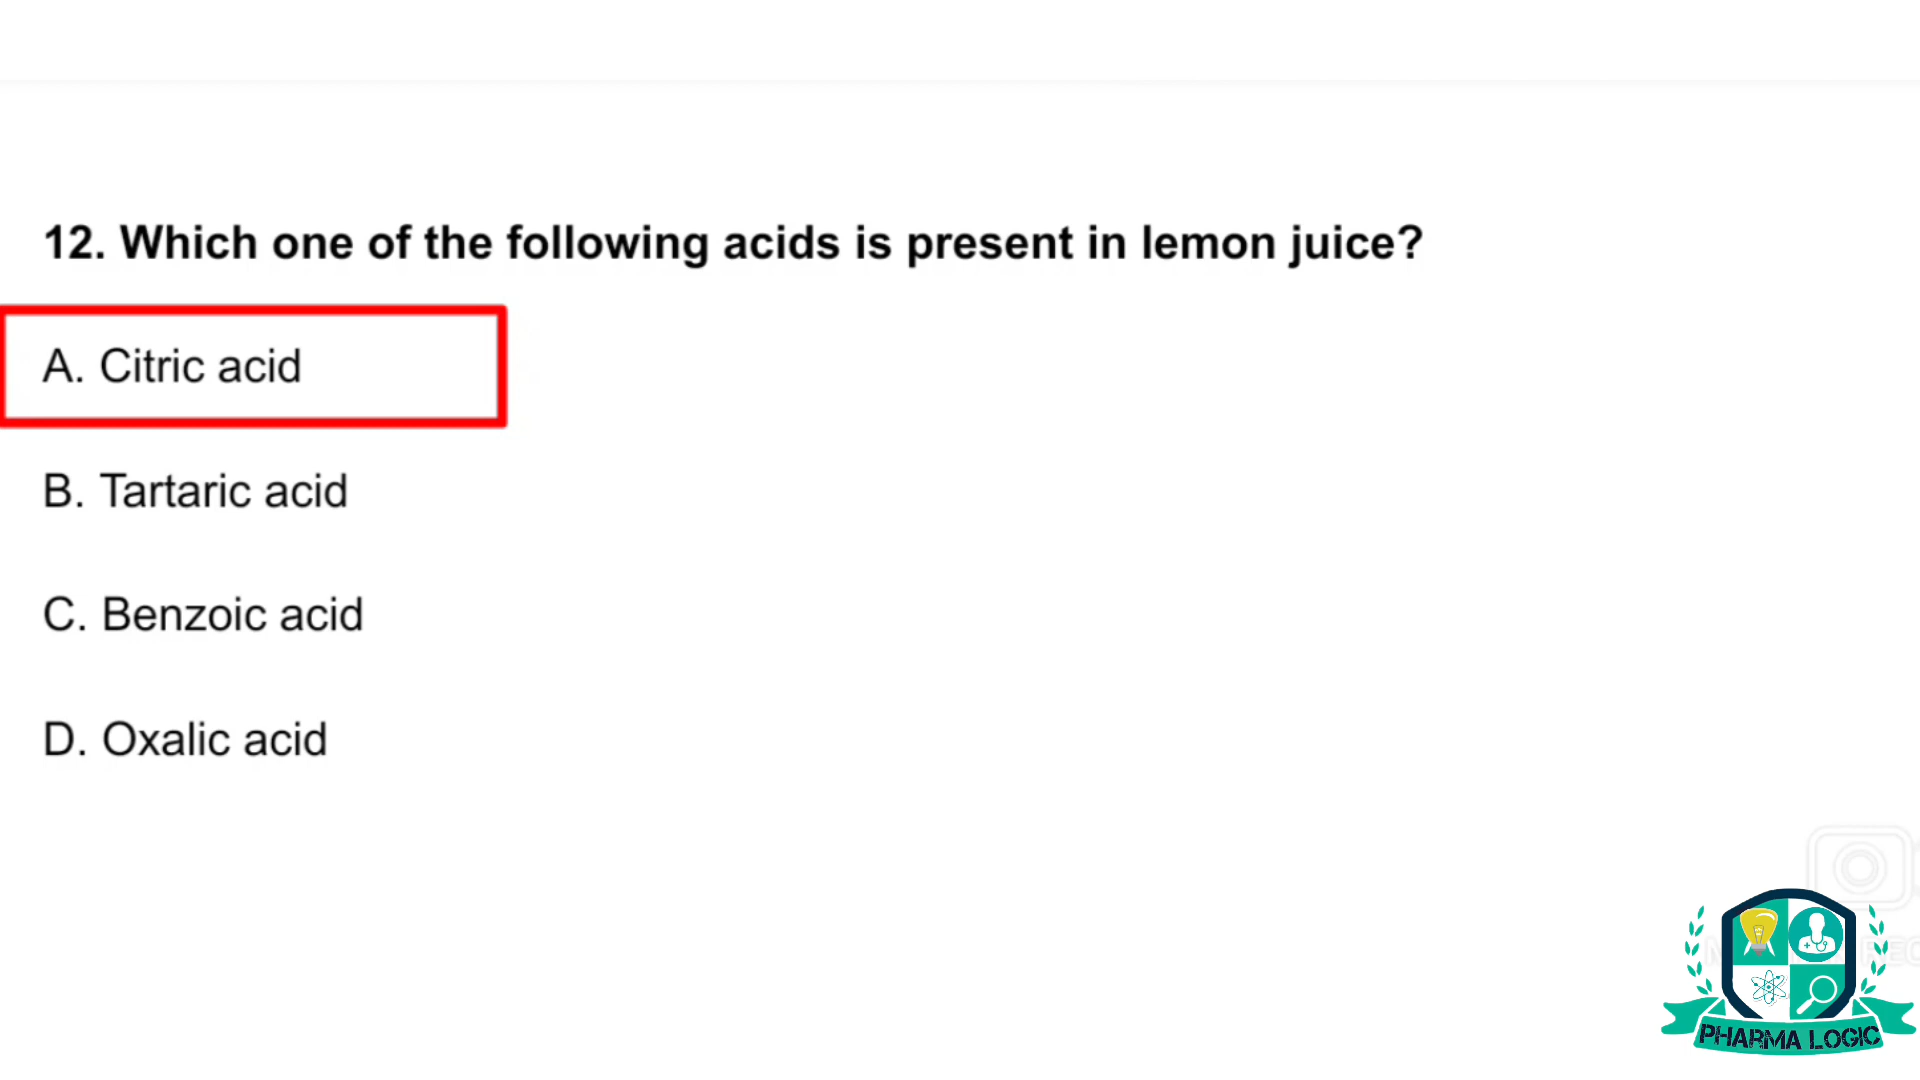 12. Which one of the following acids is present in lemon juice?
A. Citric acid
B. Tartaric acid
C. Benzoic acid
D. Oxalic acid
PHARMA LOGIC